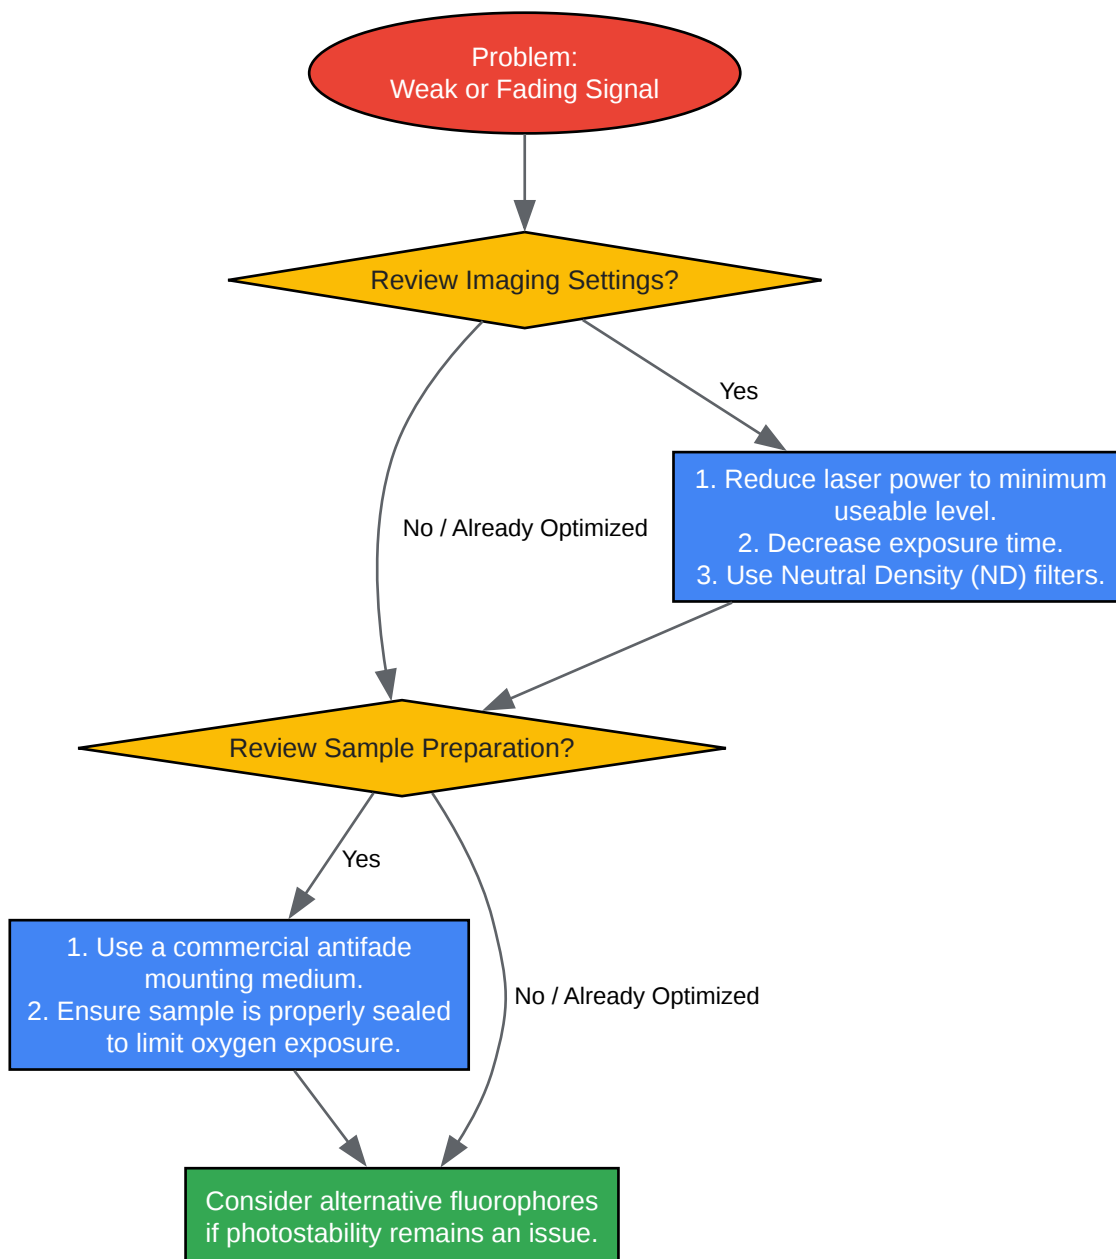 Problem:
Weak or Fading Signal
Review Imaging Settings?
Yes
1. Reduce laser power to minimum
useable level.
2. Decrease exposure time.
3. Use Neutral Density (ND) filters.
No / Already Optimized
Review Sample Preparation?
Yes
1. Use a commercial antifade
mounting medium.
2. Ensure sample is properly sealed
to limit oxygen exposure.
No / Already Optimized
Consider alternative fluorophores
if photostability remains an issue.